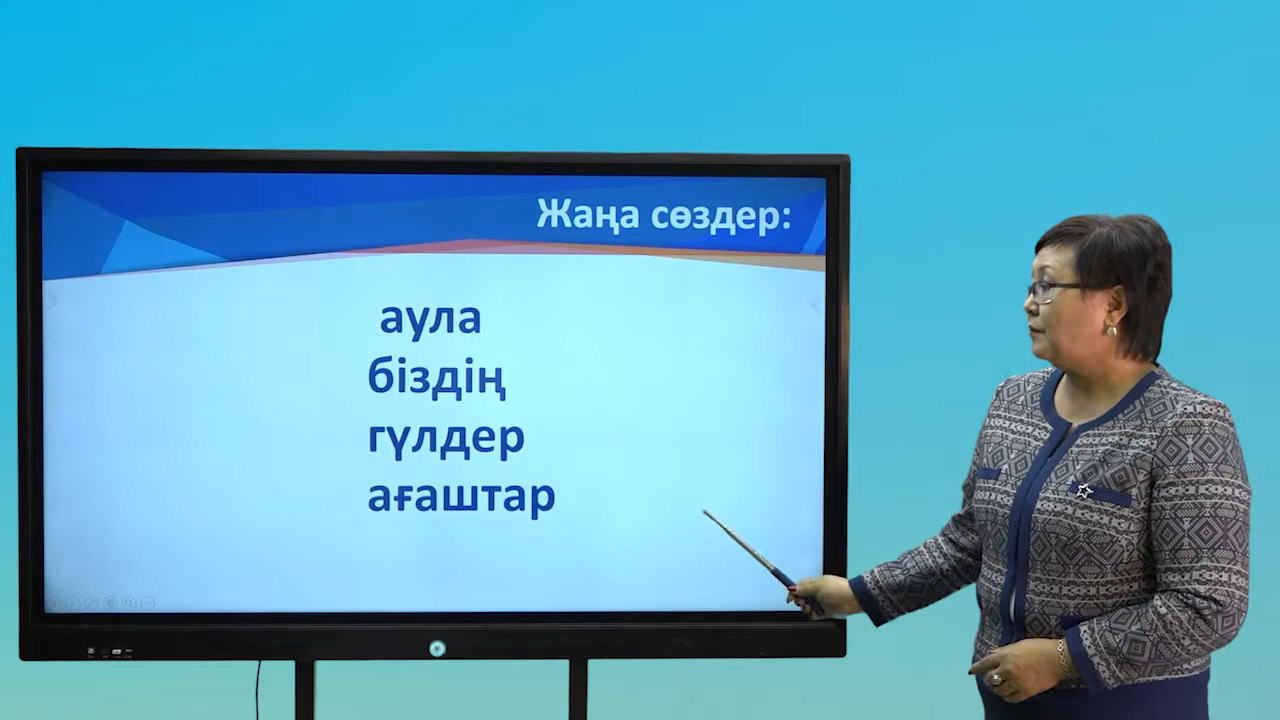 Жаңа сөздер:
аула
біздің
гүлдер
ағаштар